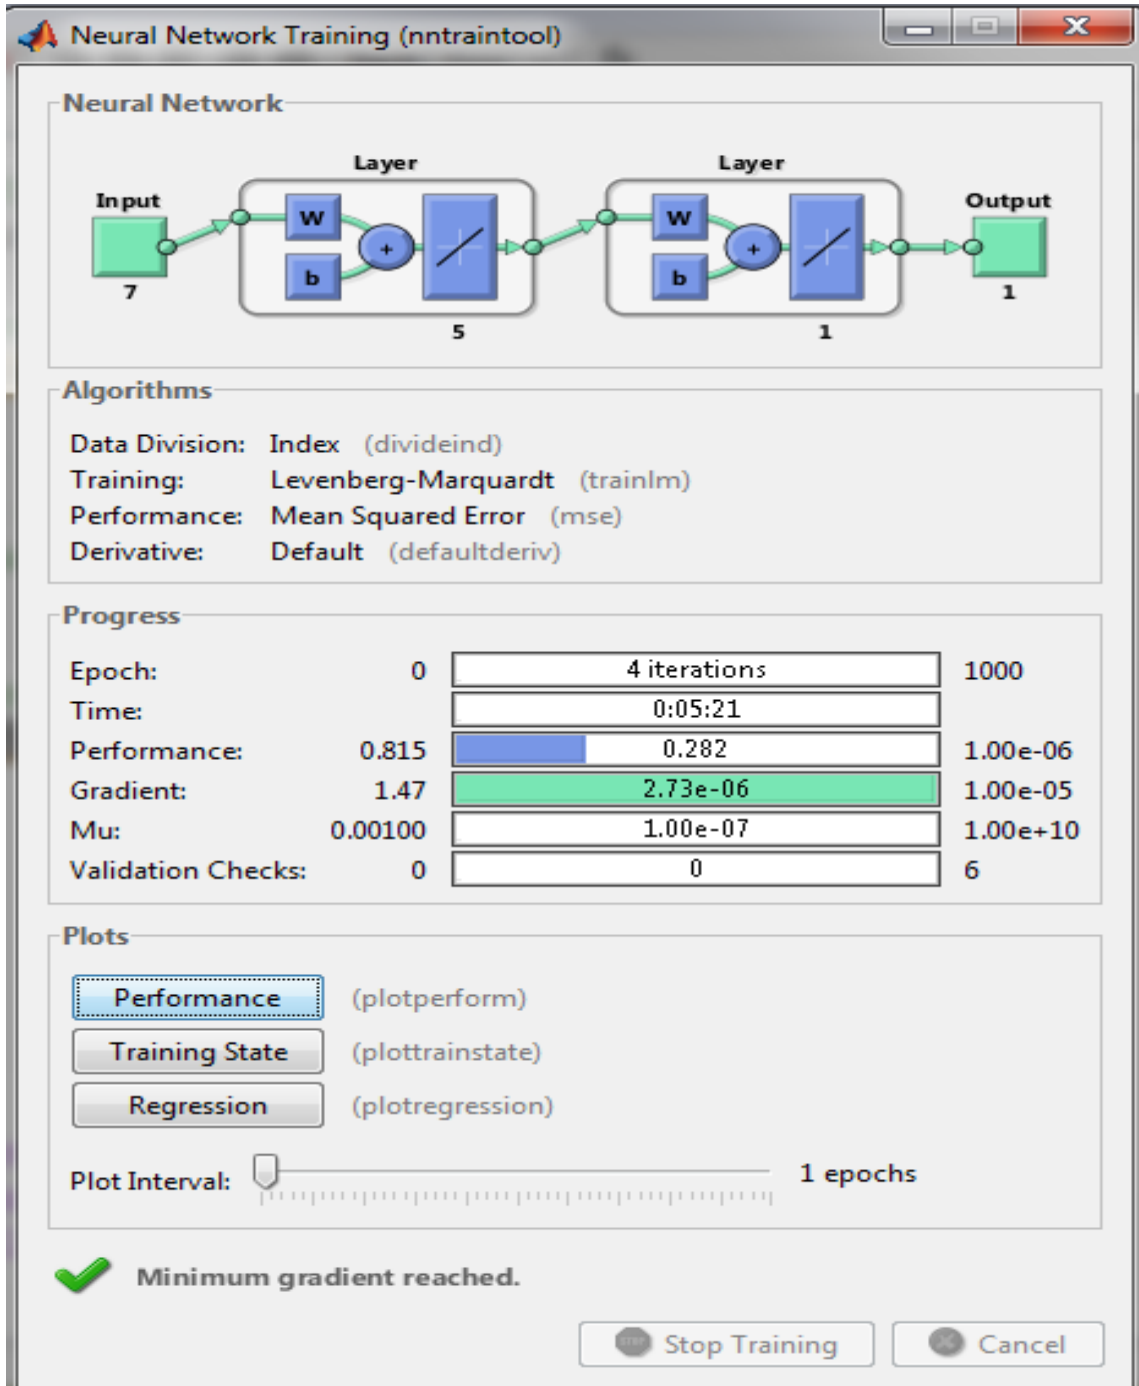 Neural Network Training (nntraintool)
Neural Network
Layer Layer
Input Output
W W
+ +
b b
7 1
5 1
Algorithms
Data Division: Index (divideind)
Training: Levenberg-Marquardt (trainlm)
Performance: Mean Squared Error (mse)
Derivative: Default (defaultderiv)
Progress
Epoch: 0 4 iterations 1000
Time: 0:05:21
Performance: 0.815 0.282 1.00e-06
Gradient: 1.47 2.73e-06 1.00e-05
Mu: 0.00100 1.00e-07 1.00e+10
Validation Checks: 0 0 6
Plots
Performance (plotperform)
Training State (plottrainstate)
Regression (plotregression)
Plot Interval: 1 epochs
Minimum gradient reached.
STOP Stop Training Cancel